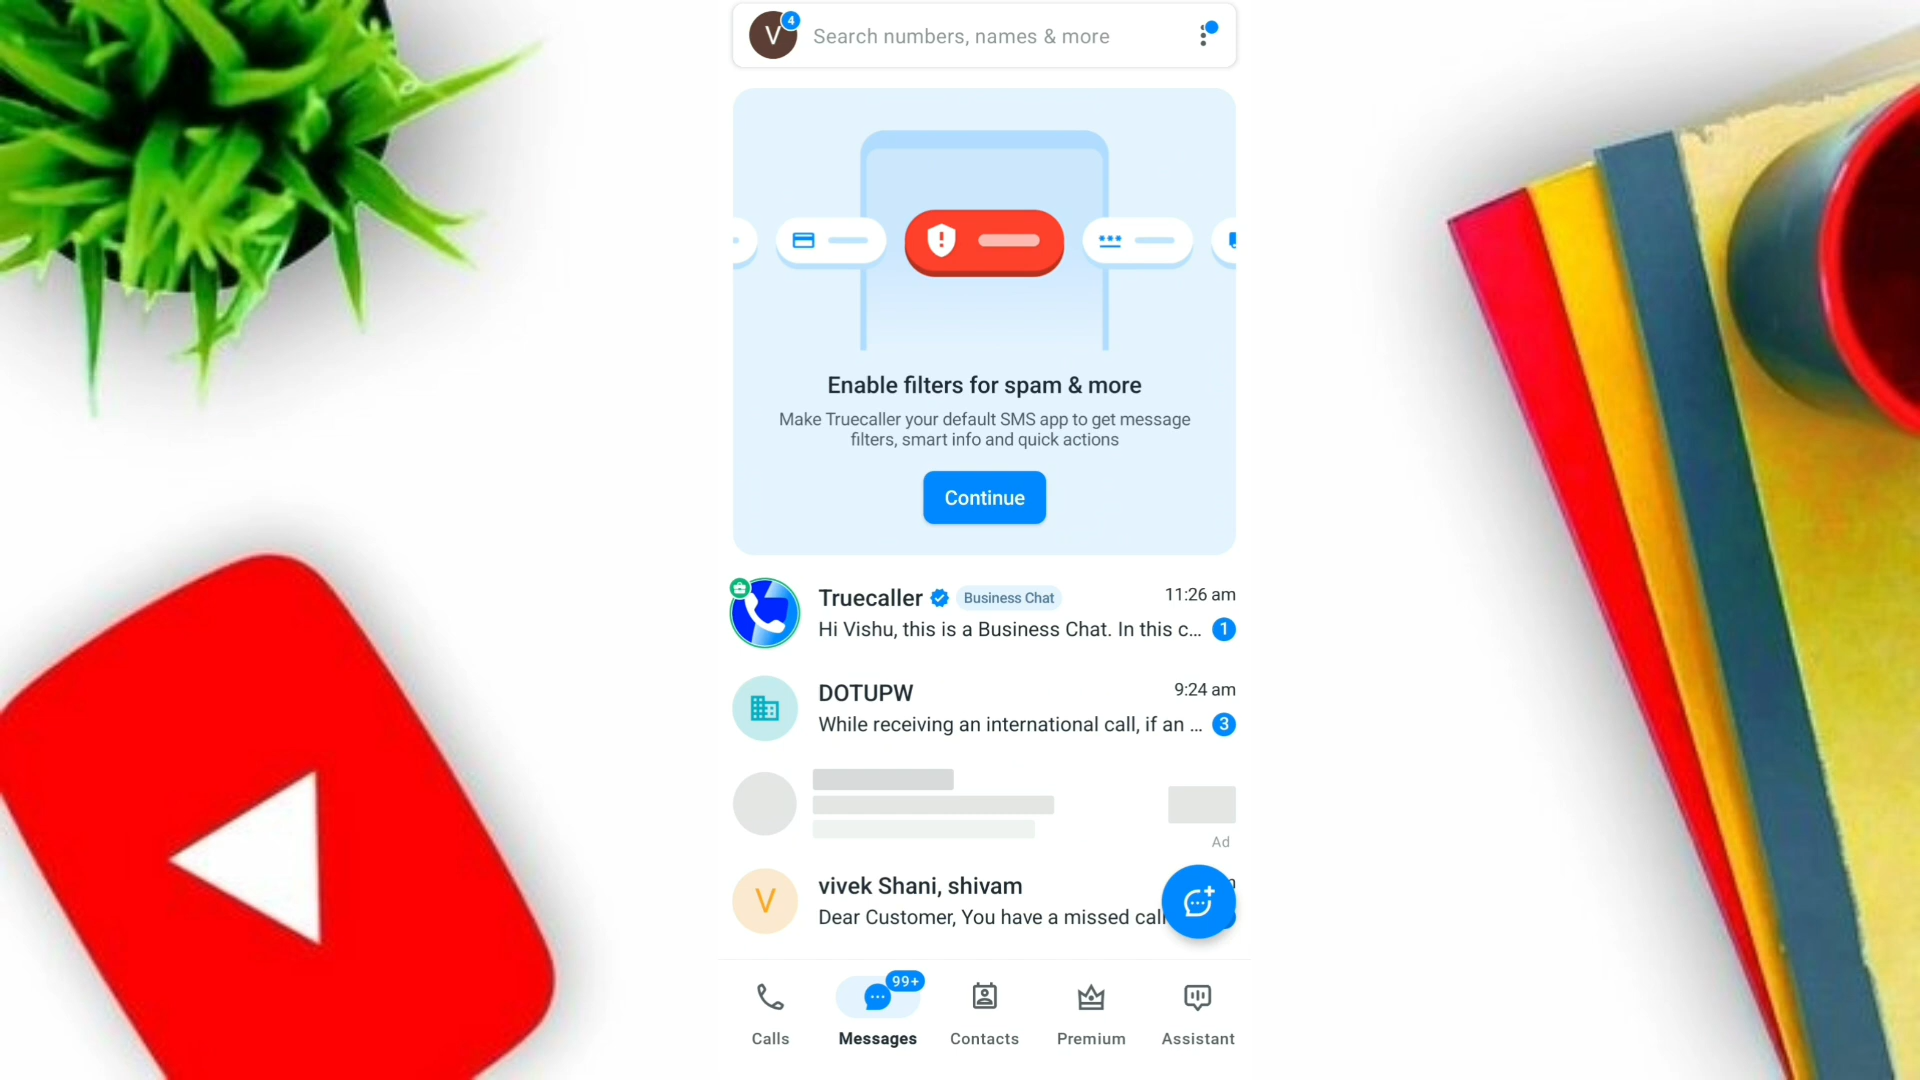 V
4
Search numbers, names & more
Enable filters for spam & more
Make Truecaller your default SMS app to get message
filters, smart info and quick actions
Continue
Truecaller
Business Chat
11:26 am
Hi Vishu, this is a Business Chat. In this c...
1
DOTUPW
9:24 am
While receiving an international call, if an ...
3
Ad
V
vivek Shani, shivam
Dear Customer, You have a missed call
99+
Calls
Messages
Contacts
Premium
Assistant